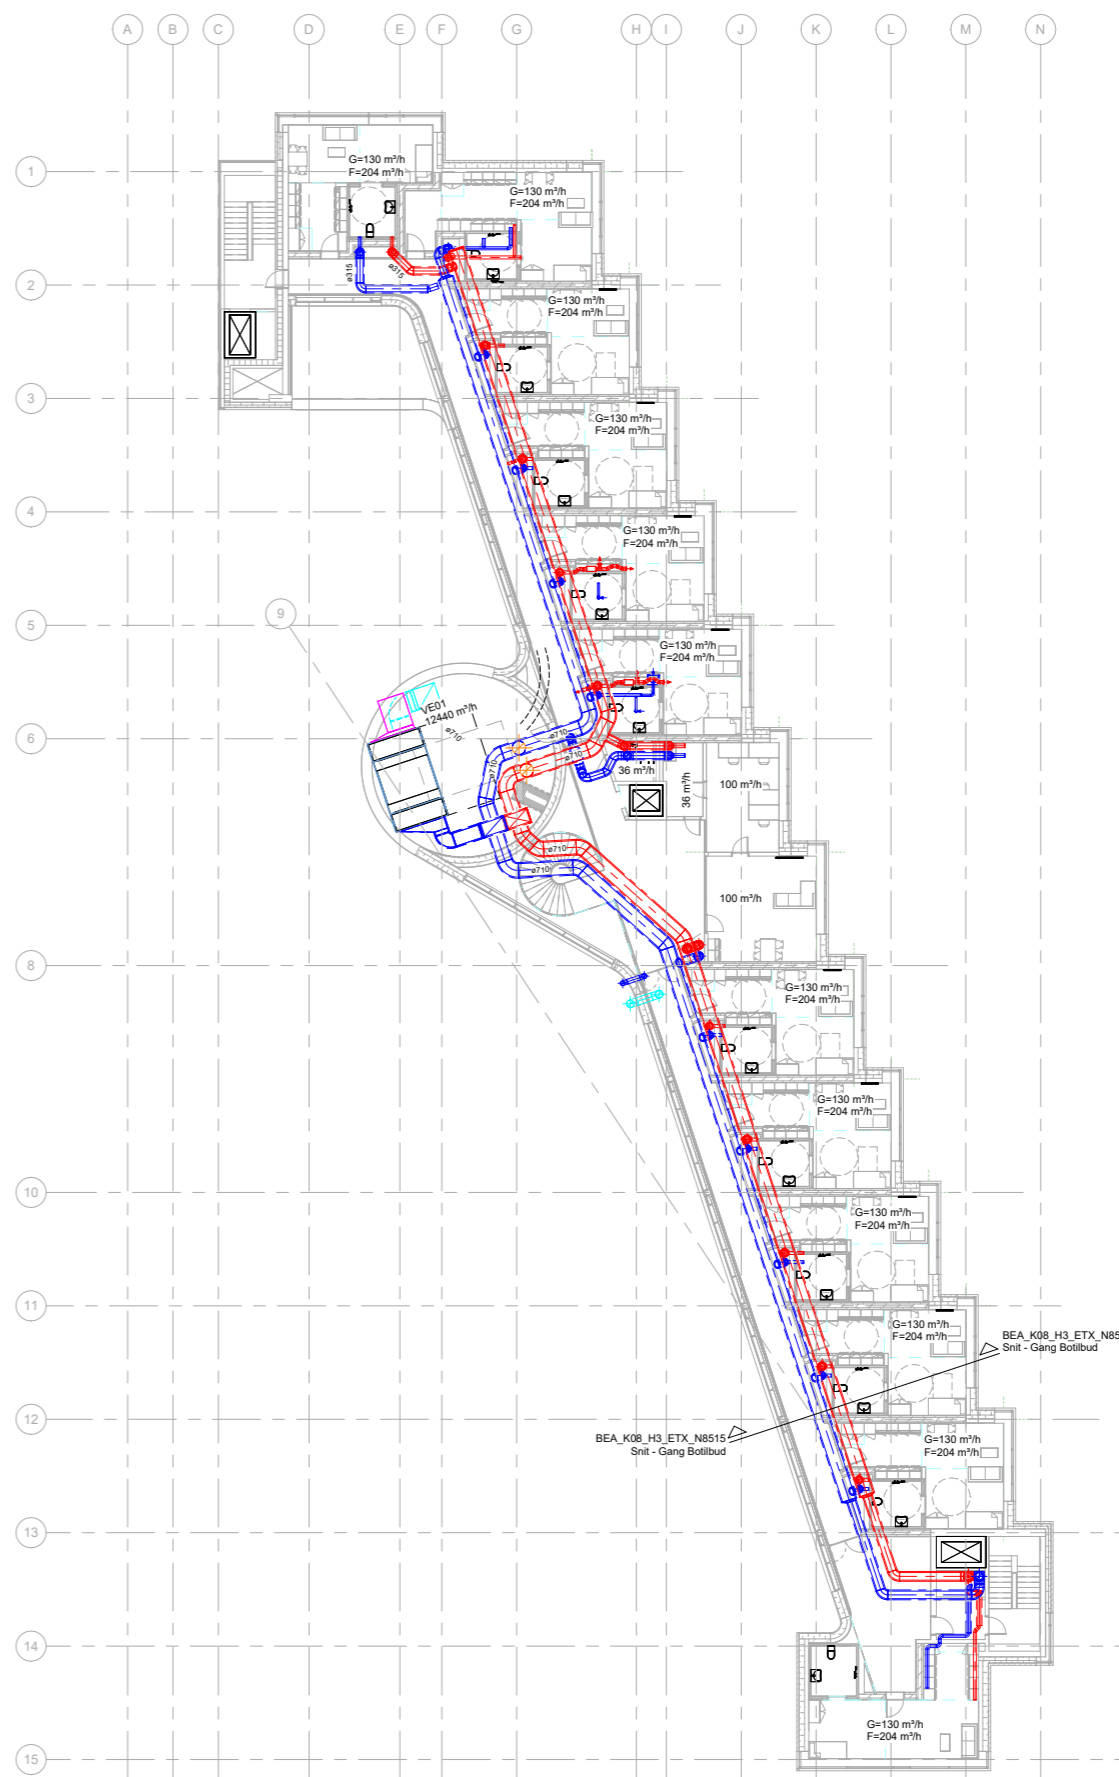 A B C D E F G H I J K L M N
1
G=130 m³/h
F=204 m³/h
G=130 m³/h
F=204 m³/h
ø315
ø315
2
G=130 m³/h
F=204 m³/h
3
G=130 m³/h
F=204 m³/h
4
G=130 m³/h
F=204 m³/h
5
9
G=130 m³/h
F=204 m³/h
VE01
12440 m³/h
ø710
6
ø710
ø710
ø710
36 m³/h
36 m³/h
100 m³/h
ø710
ø710
100 m³/h
8
G=130 m³/h
F=204 m³/h
G=130 m³/h
F=204 m³/h
10
G=130 m³/h
F=204 m³/h
11
G=130 m³/h
F=204 m³/h
BEA_K08_H3_ETX_N85
Snit - Gang Botilbud
12
BEA_K08_H3_ETX_N8515
Snit - Gang Botilbud
G=130 m³/h
F=204 m³/h
13
14
G=130 m³/h
F=204 m³/h
15